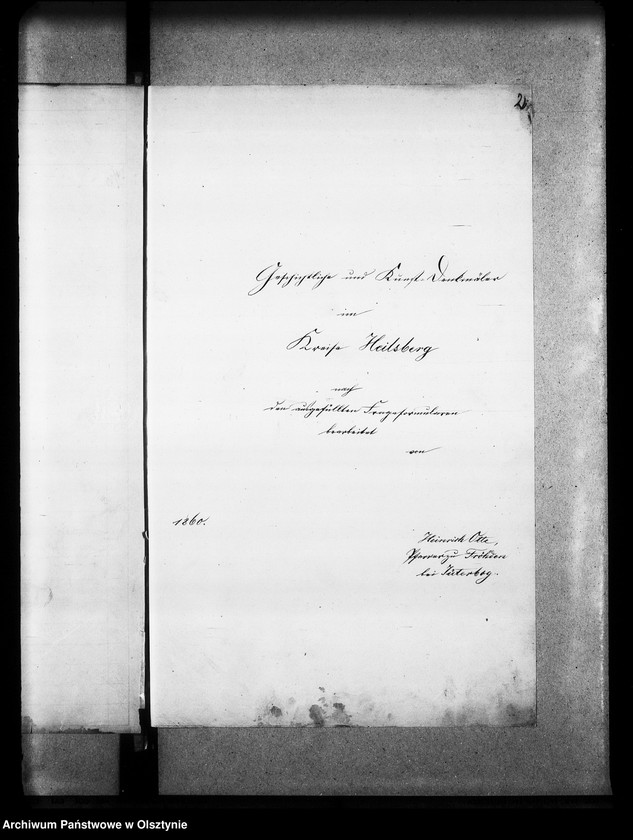 2
Geschichtliche und Kunst-Denkmäler
im
Kreise Heilsberg
nach
den ausgefüllten Frageformularen
bearbeitet
von
1860.
Heinrich Otte,
Pfarrer zu Fröhden
bei Jüterbog.
Archiwum Państwowe w Olsztynie